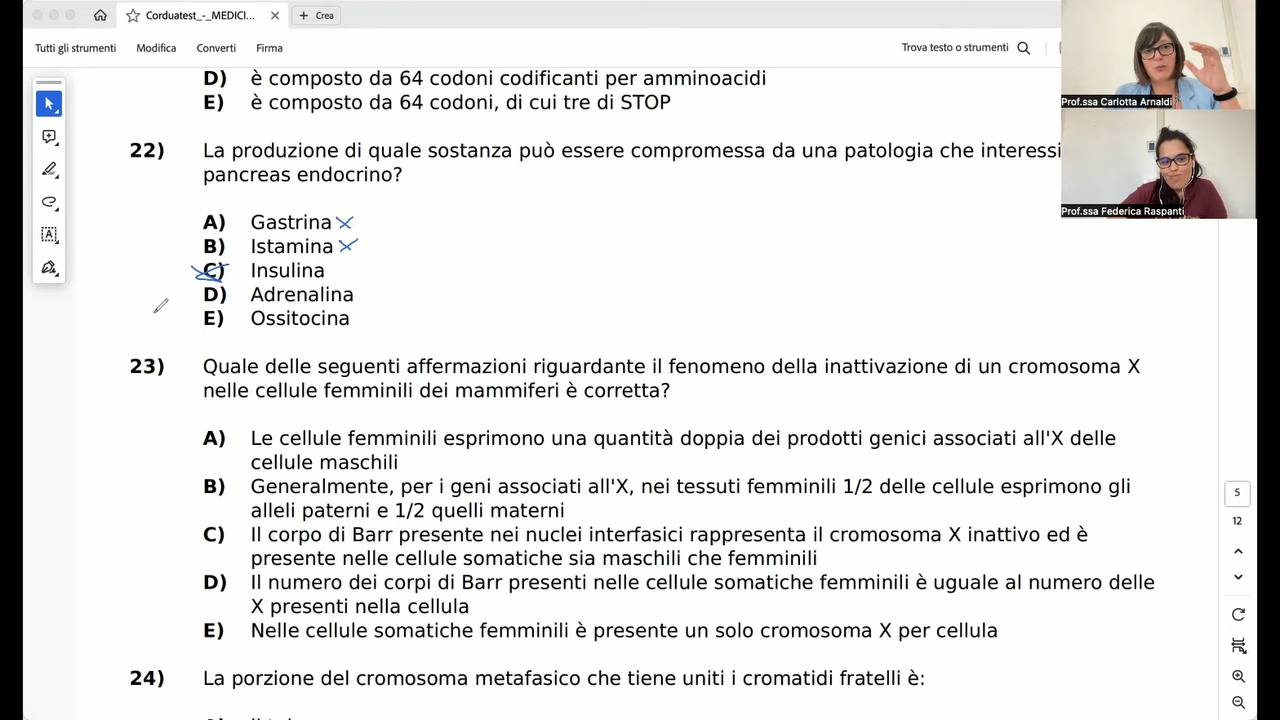 Corduatest_-_MEDICI...
Crea
Tutti gli strumenti
Modifica
Converti
Firma
Trova testo o strumenti
D) è composto da 64 codoni codificanti per amminoacidi
E) è composto da 64 codoni, di cui tre di STOP
Prof.ssa Carlotta Arnaldi
Prof.ssa Federica Raspanti
22) La produzione di quale sostanza può essere compromessa da una patologia che interessi
pancreas endocrino?
A) Gastrina
B) Istamina
C) Insulina
D) Adrenalina
E) Ossitocina
23) Quale delle seguenti affermazioni riguardante il fenomeno della inattivazione di un cromosoma X
nelle cellule femminili dei mammiferi è corretta?
A) Le cellule femminili esprimono una quantità doppia dei prodotti genici associati all'X delle
cellule maschili
B) Generalmente, per i geni associati all'X, nei tessuti femminili 1/2 delle cellule esprimono gli
alleli paterni e 1/2 quelli materni
C) Il corpo di Barr presente nei nuclei interfasici rappresenta il cromosoma X inattivo ed è
presente nelle cellule somatiche sia maschili che femminili
D) Il numero dei corpi di Barr presenti nelle cellule somatiche femminili è uguale al numero delle
X presenti nella cellula
E) Nelle cellule somatiche femminili è presente un solo cromosoma X per cellula
24) La porzione del cromosoma metafasico che tiene uniti i cromatidi fratelli è:
5
12